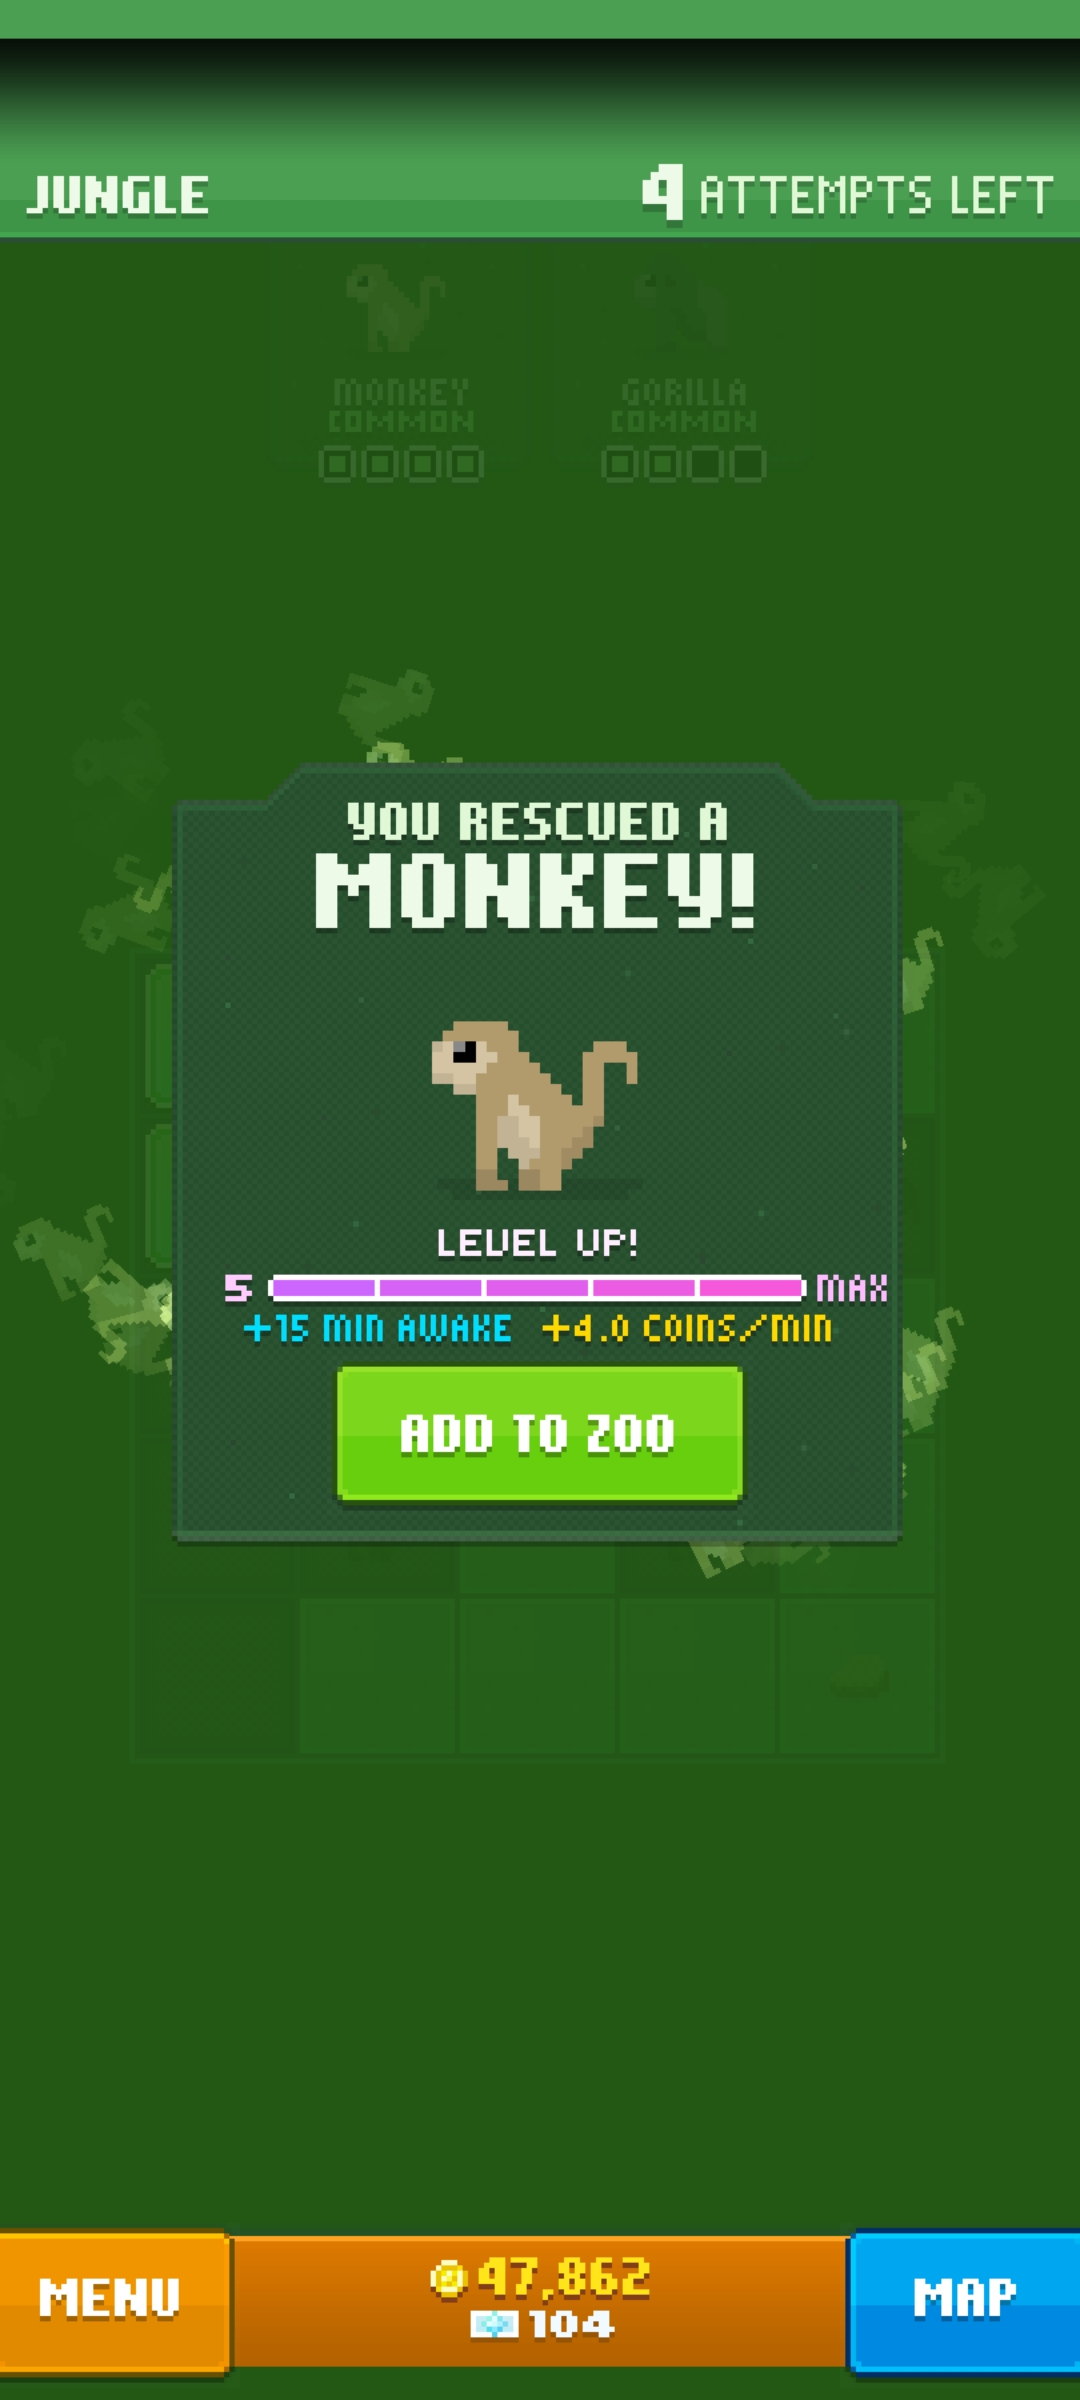 JUNGLE
4 ATTEMPTS LEFT
MONKEY
COMMON
GORILLA
COMMON
YOU RESCUED A
MONKEY!
LEVEL UP!
5 MAX
+15 MIN AWAKE +4.0 COINS/MIN
ADD TO ZOO
MENU
47,862
104
MAP